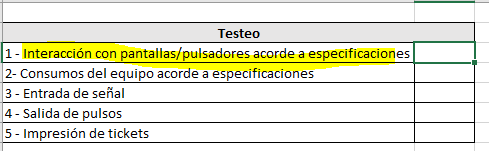 Testeo
1 - Interacción con pantallas/pulsadores acorde a especificaciones
2- Consumos del equipo acorde a especificaciones
3 - Entrada de señal
4 - Salida de pulsos
5 - Impresión de tickets